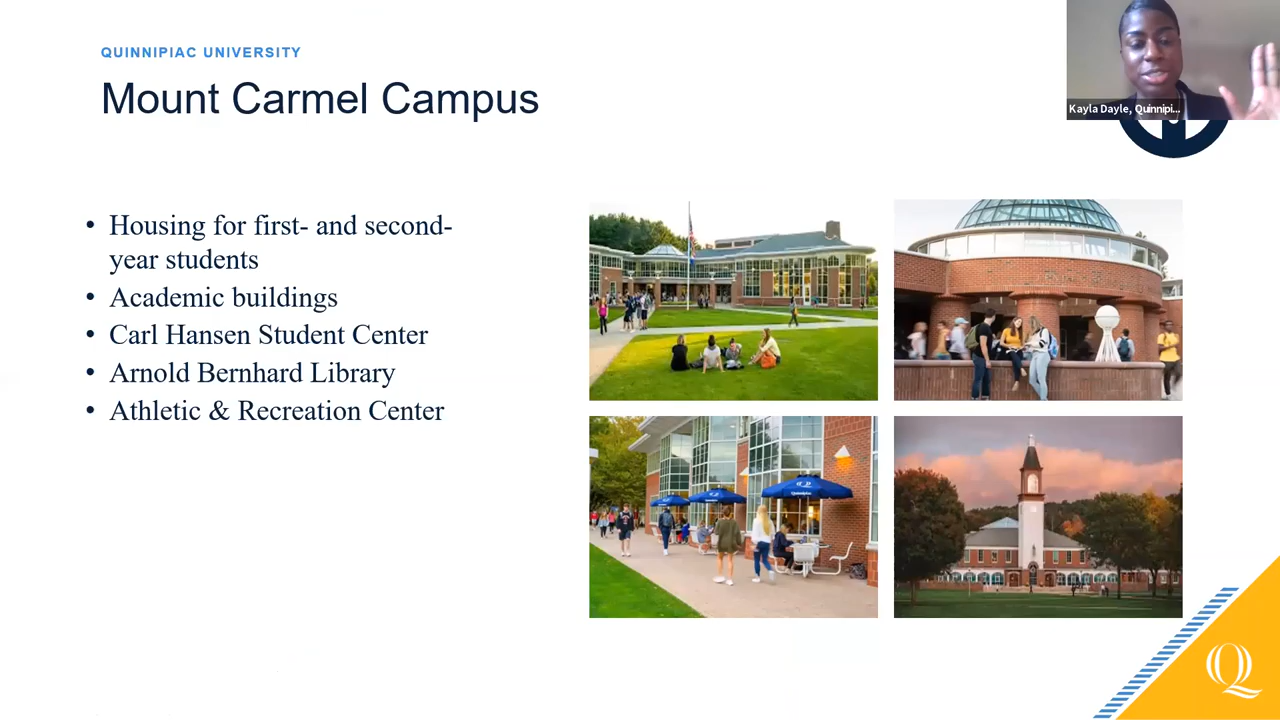 QUINNIPIAC UNIVERSITY
Mount Carmel Campus
Kayla Dayle, Quinnipi...
• Housing for first- and second-
year students
• Academic buildings
• Carl Hansen Student Center
• Arnold Bernhard Library
• Athletic & Recreation Center
Q